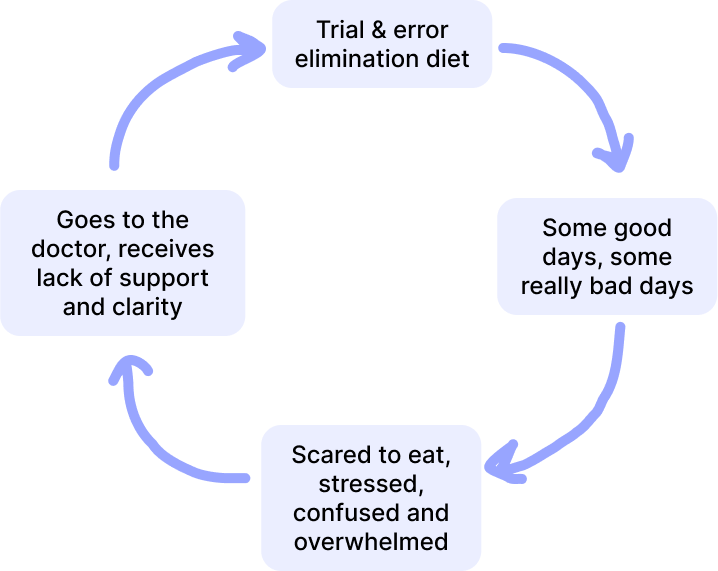 Trial & error
elimination diet
Some good
days, some
really bad days
Scared to eat,
stressed,
confused and
overwhelmed
Goes to the
doctor, receives
lack of support
and clarity